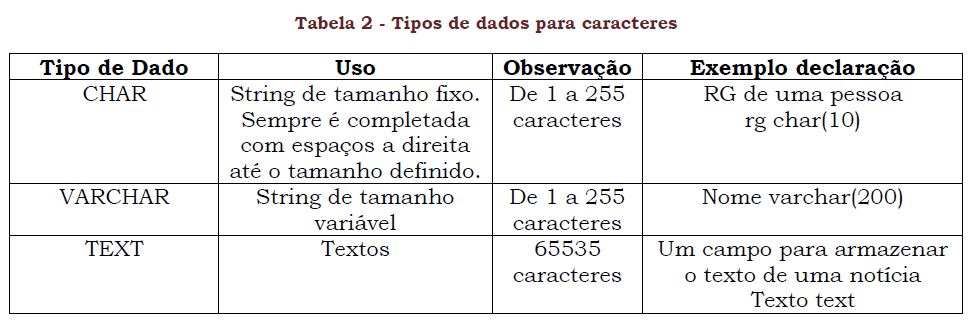 Tabela 2 - Tipos de dados para caracteres
Tipo de Dado Uso Observação Exemplo declaração
CHAR String de tamanho fixo. De 1 a 255 RG de uma pessoa
Sempre é completada caracteres rg char(10)
com espaços a direita
até o tamanho definido.
VARCHAR String de tamanho De 1 a 255 Nome varchar(200)
variável caracteres
TEXT Textos 65535 Um campo para armazenar
caracteres o texto de uma notícia
Texto text